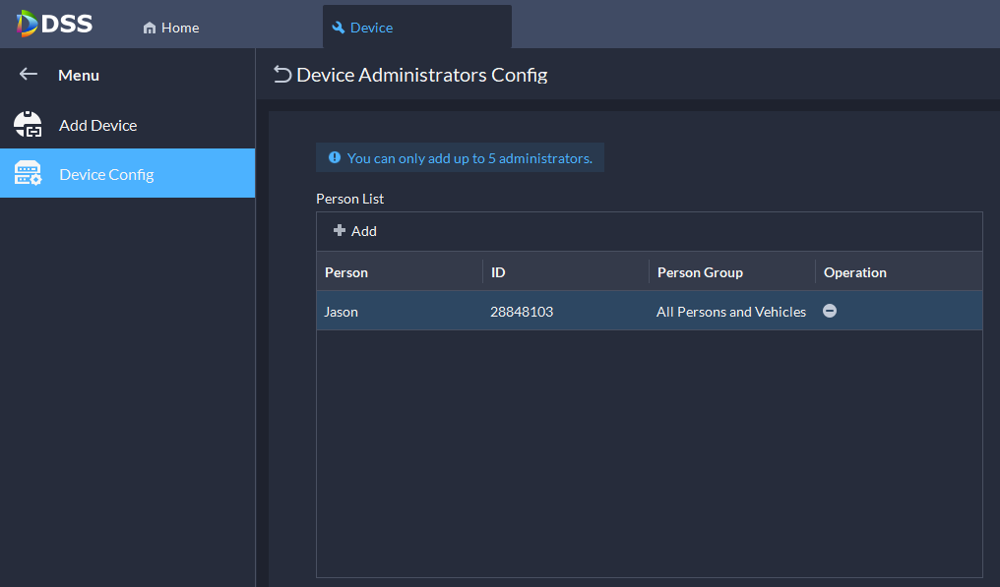 DSS
Home
Device
Menu
Device Administrators Config
Add Device
Device Config
You can only add up to 5 administrators.
Person List
Add
Person ID Person Group Operation
Jason 28848103 All Persons and Vehicles